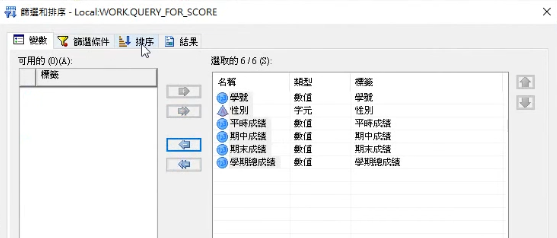 篩選和排序 - Local:WORK.QUERY_FOR_SCORE
變數 篩選條件 排序 結果
可用的 (0)(A): 選取的 6 / 6 (S):
標籤
名稱 類型 標籤
學號 數值 學號
性別 字元 性別
平時成績 數值 平時成績
期中成績 數值 期中成績
期末成績 數值 期末成績
學期總成績 數值 學期總成績